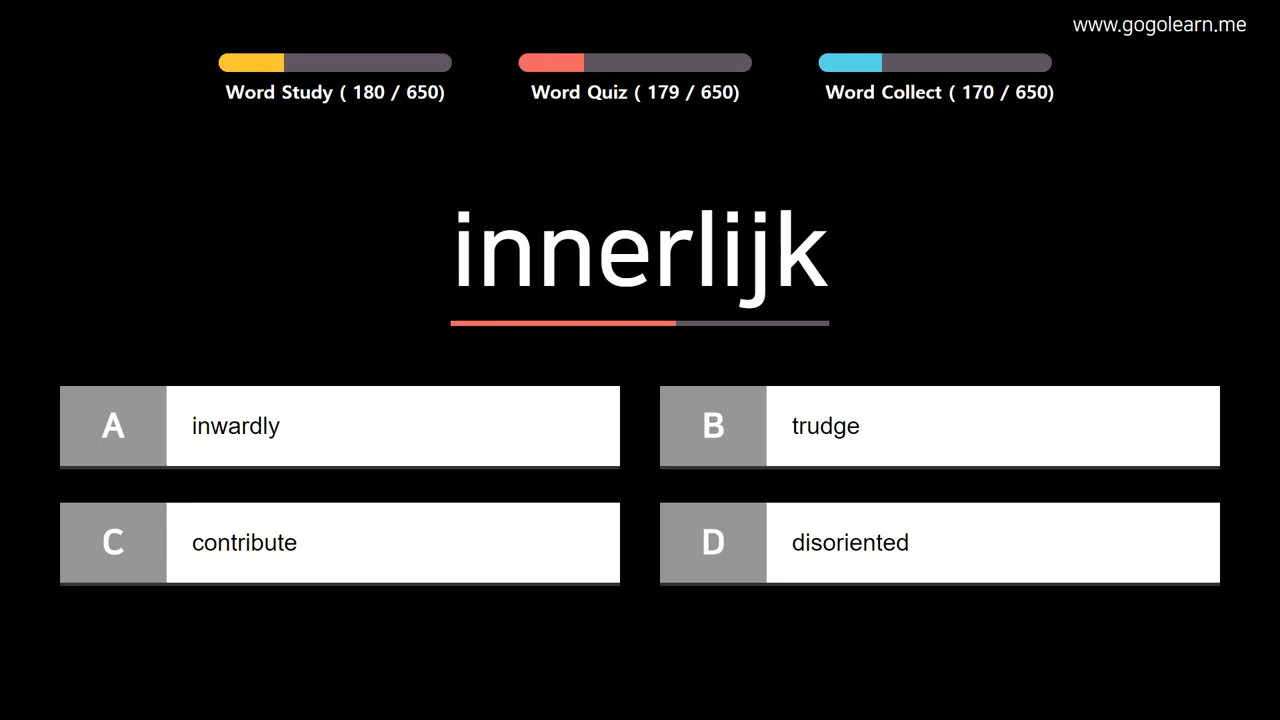 www.gogolearn.me
Word Study ( 180 / 650)
Word Quiz ( 179 / 650)
Word Collect ( 170 / 650)
innerlijk
A inwardly
B trudge
C contribute
D disoriented